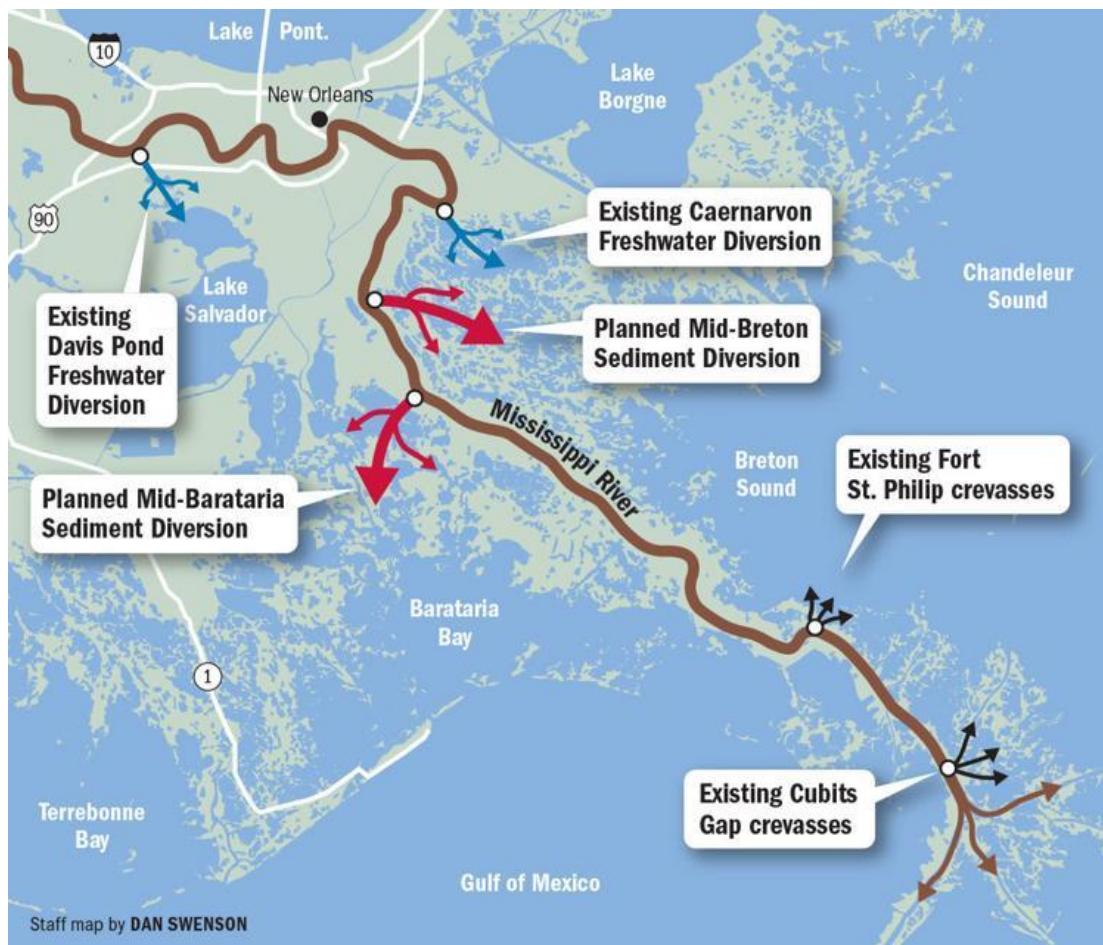 Lake Pont.
10
New Orleans
Lake
Borgne
90
Existing Caernarvon
Freshwater Diversion
Chandeleur
Sound
Lake
Salvador
Existing
Davis Pond
Freshwater
Diversion
Planned Mid-Breton
Sediment Diversion
Mississippi River
Breton
Sound
Existing Fort
St. Philip crevasses
Planned Mid-Barataria
Sediment Diversion
Barataria
Bay
1
Existing Cubits
Gap crevasses
Terrebonne
Bay
Gulf of Mexico
Staff map by DAN SWENSON